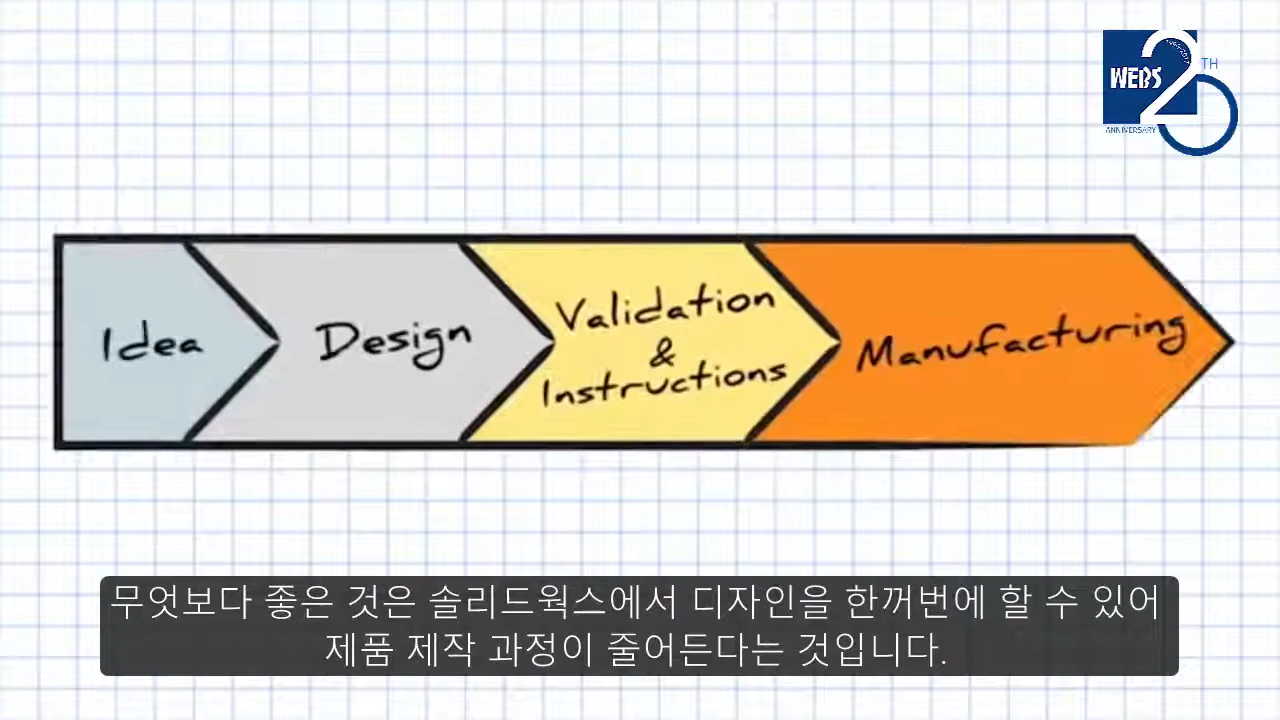 WEBS
20
TH
ANNIVERSARY
Idea
Design
Validation
&
Instructions
Manufacturing
무엇보다 좋은 것은 솔리드웍스에서 디자인을 한꺼번에 할 수 있어
제품 제작 과정이 줄어든다는 것입니다.